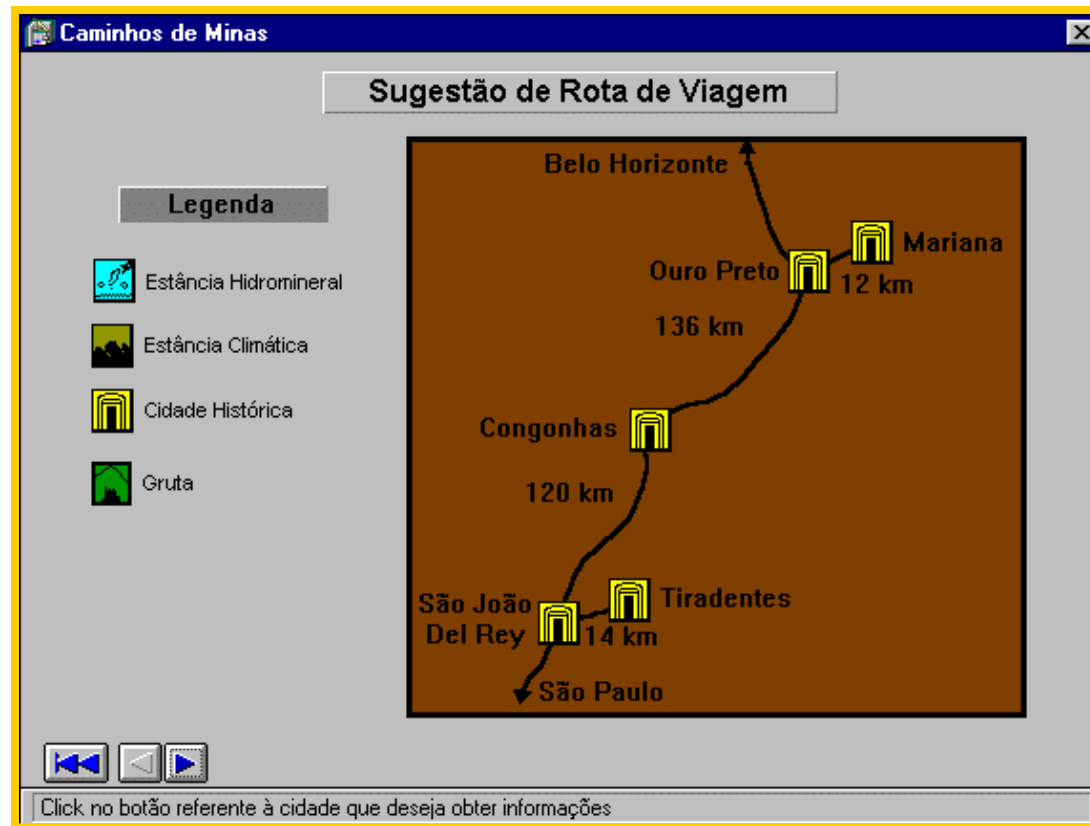 Caminhos de Minas
Sugestão de Rota de Viagem
Legenda
Estância Hidromineral
Estância Climática
Cidade Histórica
Gruta
Belo Horizonte
Mariana
Ouro Preto
12 km
136 km
Congonhas
120 km
São João
Del Rey
Tiradentes
14 km
São Paulo
Click no botão referente à cidade que deseja obter informações